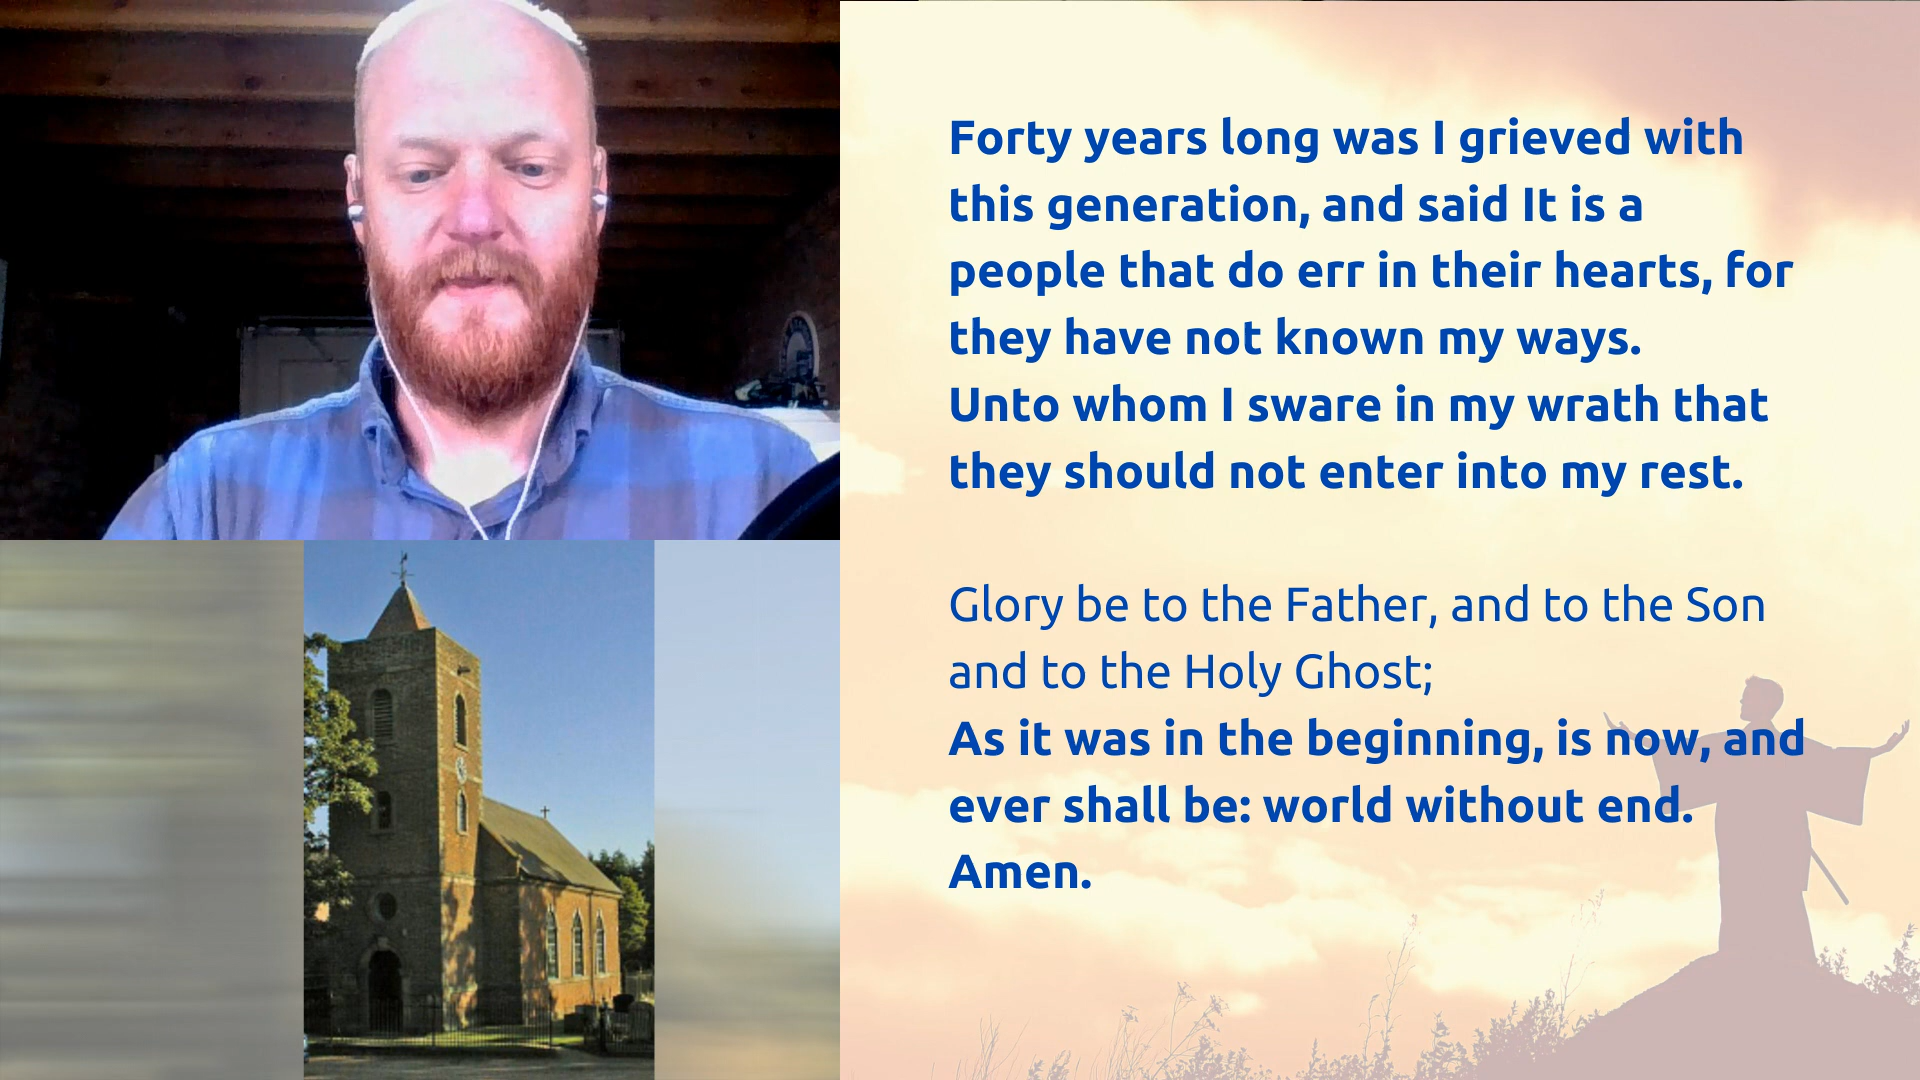 Forty years long was I grieved with
this generation, and said It is a
people that do err in their hearts, for
they have not known my ways.
Unto whom I sware in my wrath that
they should not enter into my rest.
Glory be to the Father, and to the Son
and to the Holy Ghost;
As it was in the beginning, is now, and
ever shall be: world without end.
Amen.